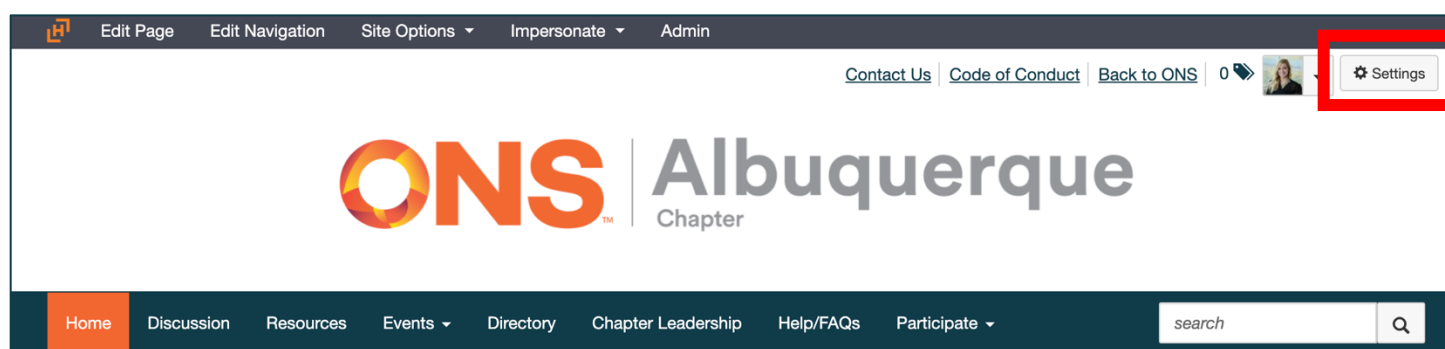 H Edit Page Edit Navigation Site Options Impersonate Admin
Contact Us Code of Conduct Back to ONS 0 Settings
ONS TM Albuquerque
Chapter
Home Discussion Resources Events Directory Chapter Leadership Help/FAQs Participate search